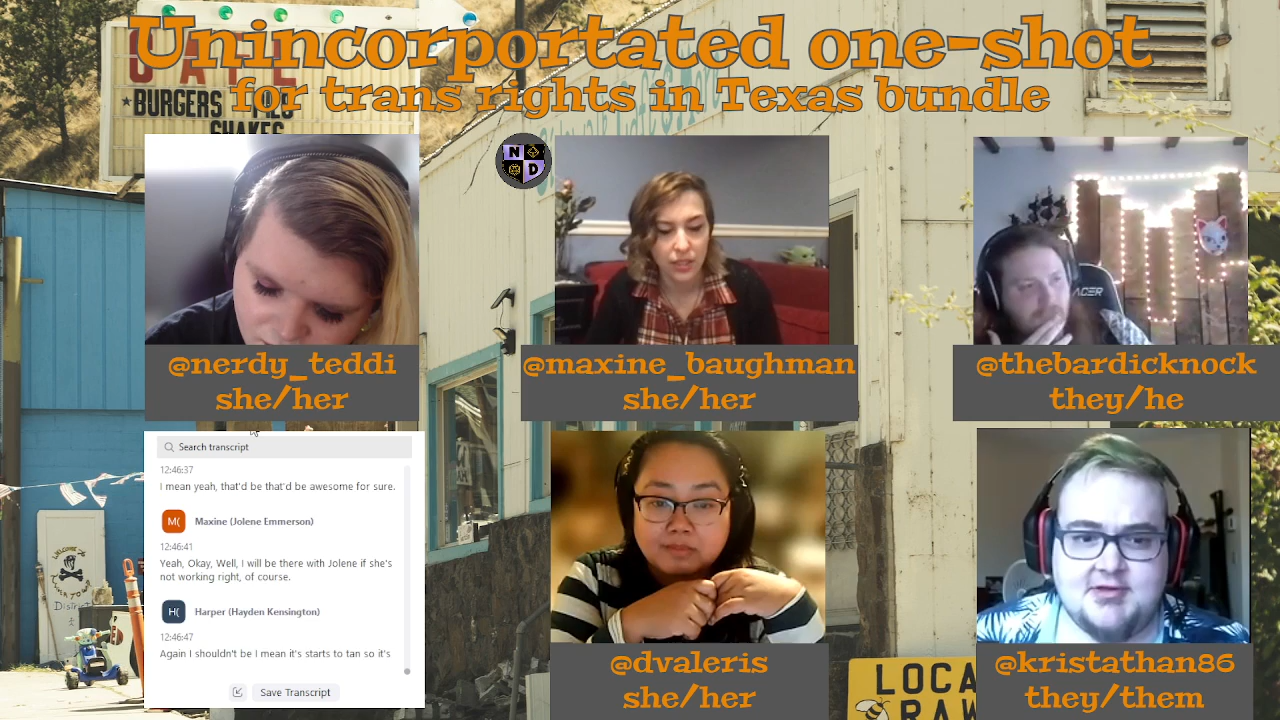 Unincorportated one-shot
for trans rights in Texas bundle
CAFE
★BURGERS PIES
SHAKES
N
D
ACER
@nerdy_teddi
she/her
@maxine_baughman
she/her
@thebardicknock
they/he
Search transcript
12:46:37
I mean yeah, that'd be that'd be awesome for sure.
M(
Maxine (Jolene Emmerson)
12:46:41
Yeah, Okay, Well, I will be there with Jolene if she's
not working right, of course.
H(
Harper (Hayden Kensington)
12:46:47
Again I shouldn't be I mean it's starts to tan so it's
Save Transcript
WELCOME
District
@dvaleris
she/her
@kristathan86
they/them
LOCA
RAW